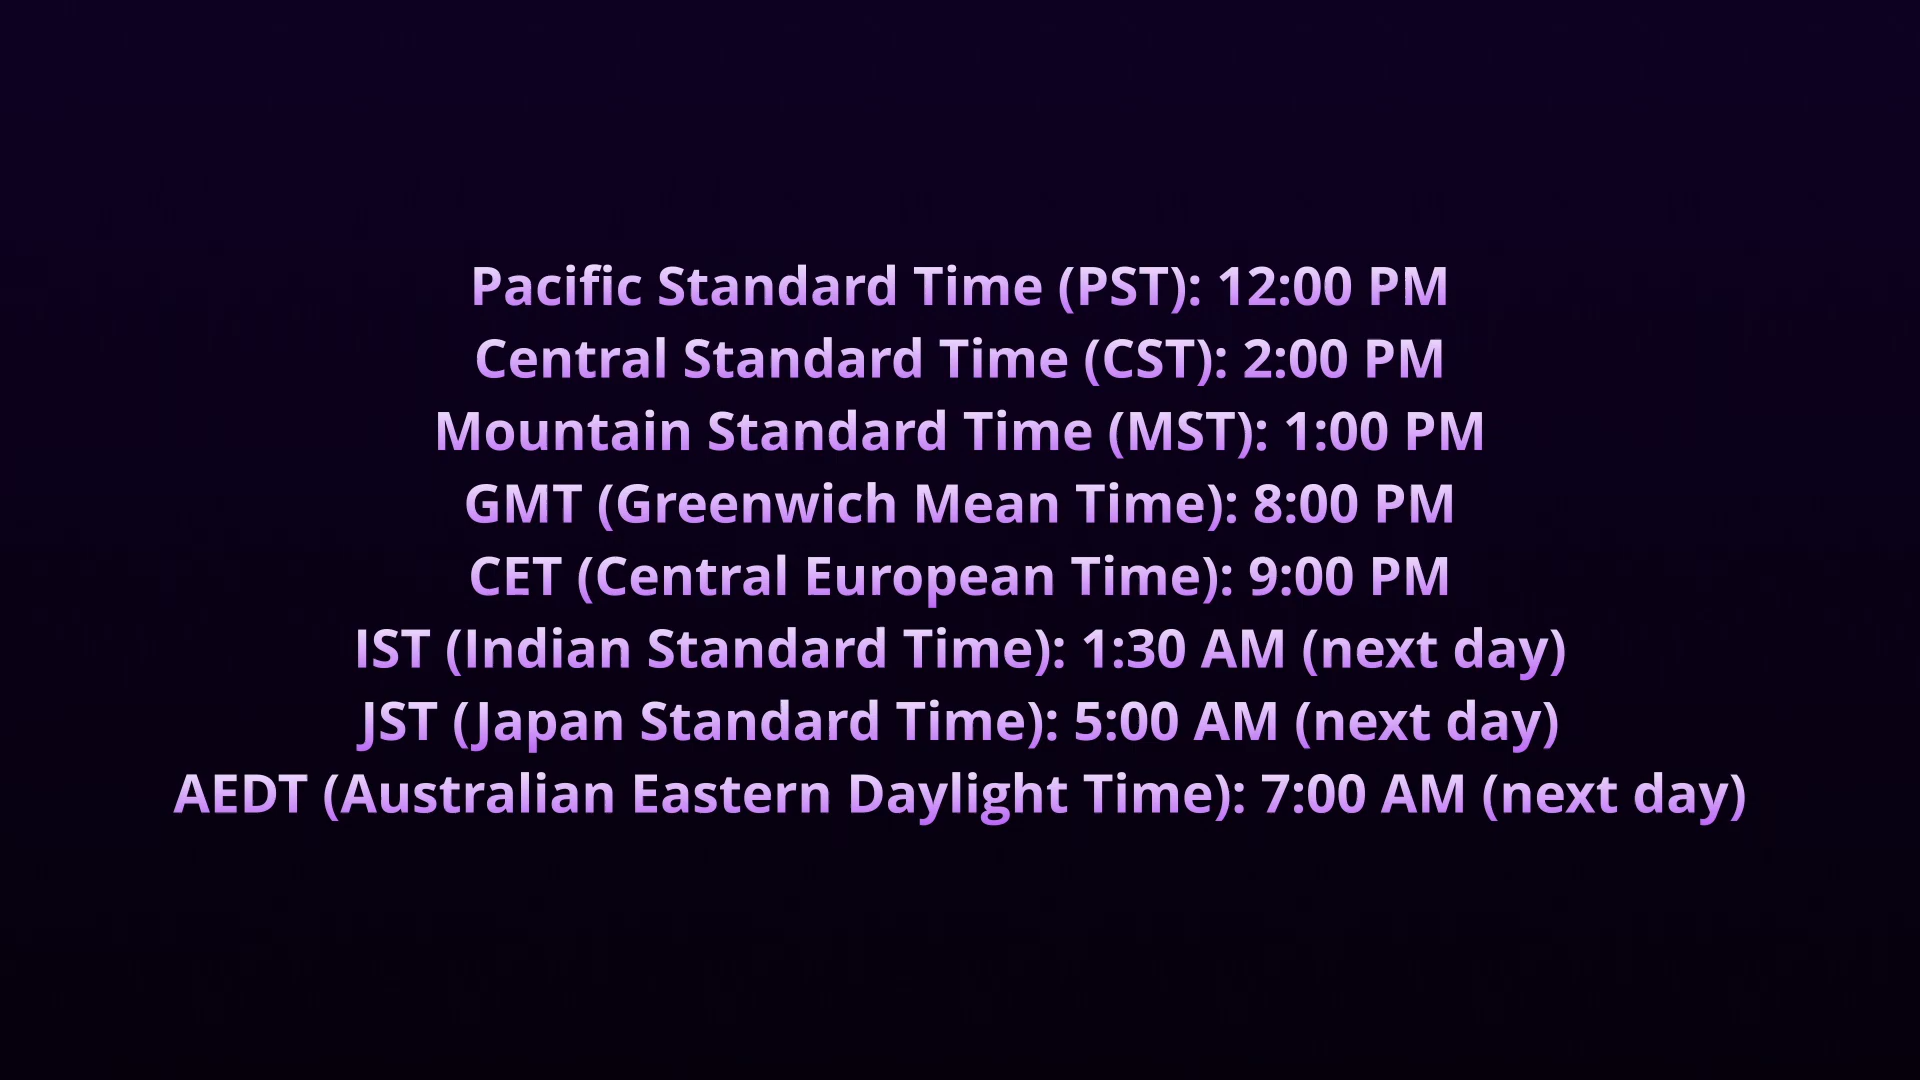 Pacific Standard Time (PST): 12:00 PM
Central Standard Time (CST): 2:00 PM
Mountain Standard Time (MST): 1:00 PM
GMT (Greenwich Mean Time): 8:00 PM
CET (Central European Time): 9:00 PM
IST (Indian Standard Time): 1:30 AM (next day)
JST (Japan Standard Time): 5:00 AM (next day)
AEDT (Australian Eastern Daylight Time): 7:00 AM (next day)